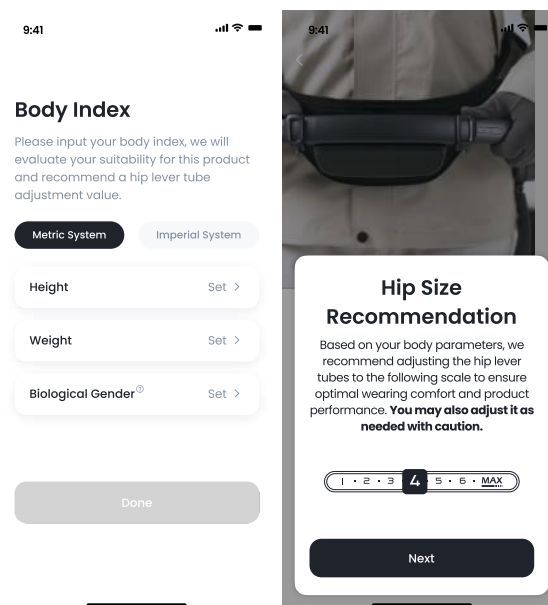 9:41
Body Index
Please input your body index, we will
evaluate your suitability for this product
and recommend a hip lever tube
adjustment value.
Metric System
Imperial System
Height
Set
Weight
Set
Biological Gender?
Set
Done
9:41
Hip Size
Recommendation
Based on your body parameters, we
recommend adjusting the hip lever
tubes to the following scale to ensure
optimal wearing comfort and product
performance. You may also adjust it as
needed with caution.
1 · 2 · 3 4 5 · 6 · MAX
Next